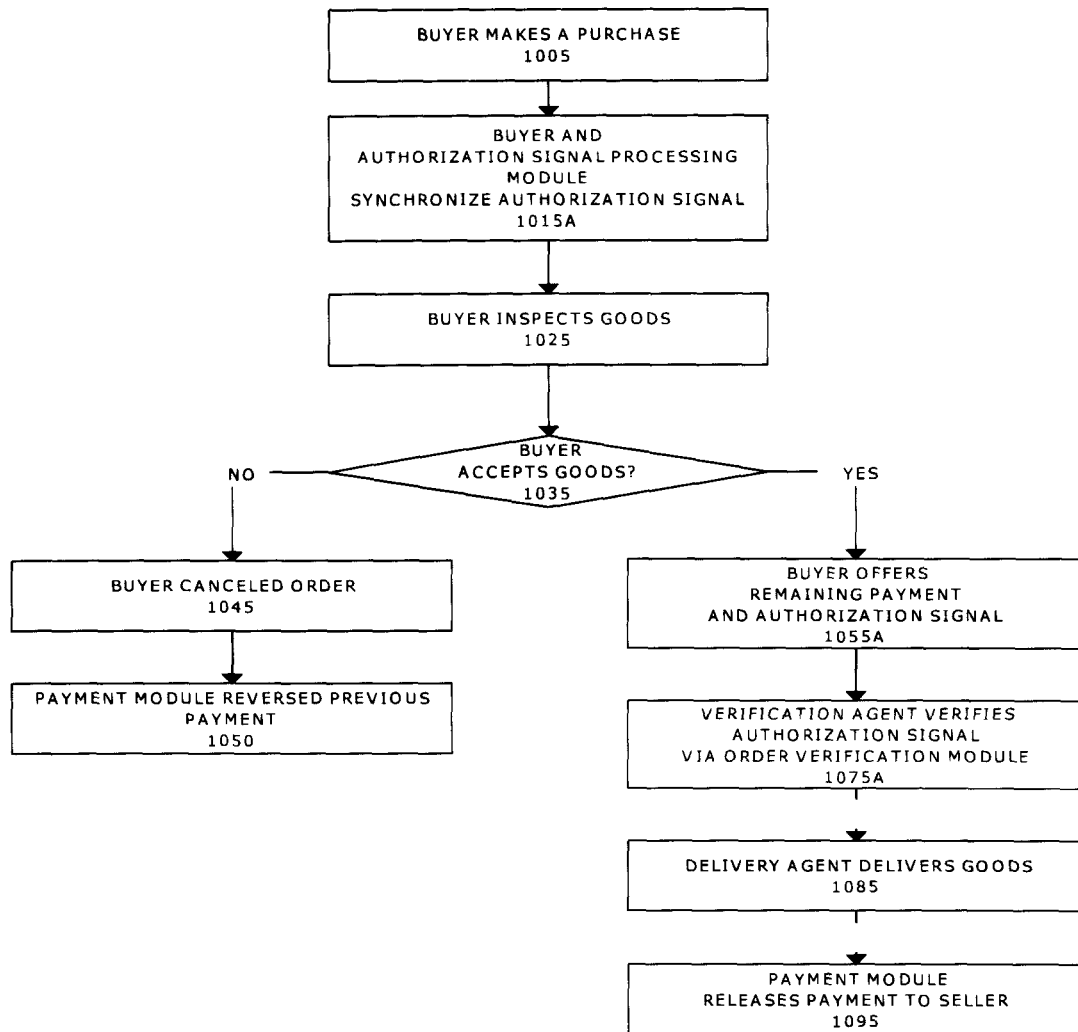 BUYER MAKES A PURCHASE
1005
BUYER AND
AUTHORIZATION SIGNAL PROCESSING
MODULE
SYNCHRONIZE AUTHORIZATION SIGNAL
1015A
BUYER INSPECTS GOODS
1025
BUYER
ACCEPTS GOODS?
1035
NO
YES
BUYER CANCELED ORDER
1045
PAYMENT MODULE REVERSED PREVIOUS
PAYMENT
1050
BUYER OFFERS
REMAINING PAYMENT
AND AUTHORIZATION SIGNAL
1055A
VERIFICATION AGENT VERIFIES
AUTHORIZATION SIGNAL
VIA ORDER VERIFICATION MODULE
1075A
DELIVERY AGENT DELIVERS GOODS
1085
PAYMENT MODULE
RELEASES PAYMENT TO SELLER
1095